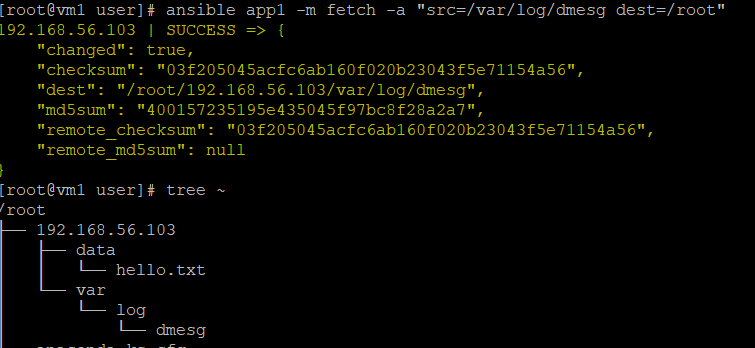 [root@vm1 user]# ansible app1 -m fetch -a "src=/var/log/dmesg dest=/root"
192.168.56.103 | SUCCESS => {
    "changed": true,
    "checksum": "03f205045acfc6ab160f020b23043f5e71154a56",
    "dest": "/root/192.168.56.103/var/log/dmesg",
    "md5sum": "400157235195e435045f97bc8f28a2a7",
    "remote_checksum": "03f205045acfc6ab160f020b23043f5e71154a56",
    "remote_md5sum": null
}
[root@vm1 user]# tree ~
/root
├── 192.168.56.103
│   ├── data
│   │   └── hello.txt
│   └── var
│       └── log
│           └── dmesg